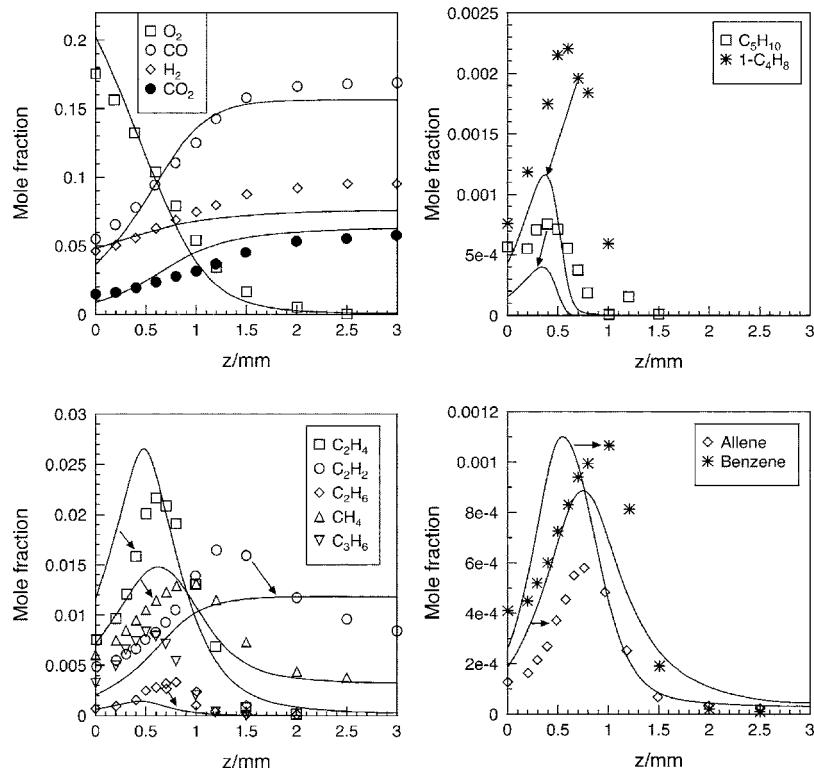 0.2
0.15
0.1
0.05
0
Mole fraction
O2
CO
H2
CO2
0 0.5 1 1.5 2 2.5 3
z/mm
0.0025
0.002
0.0015
0.001
5e-4
0
Mole fraction
C5H10
1-C4H8
0 0.5 1 1.5 2 2.5 3
z/mm
0.03
0.025
0.02
0.015
0.01
0.005
0
Mole fraction
C2H4
C2H2
C2H6
CH4
C3H6
0 0.5 1 1.5 2 2.5 3
z/mm
0.0012
0.001
8e-4
6e-4
4e-4
2e-4
0
Mole fraction
Allene
Benzene
0 0.5 1 1.5 2 2.5 3
z/mm